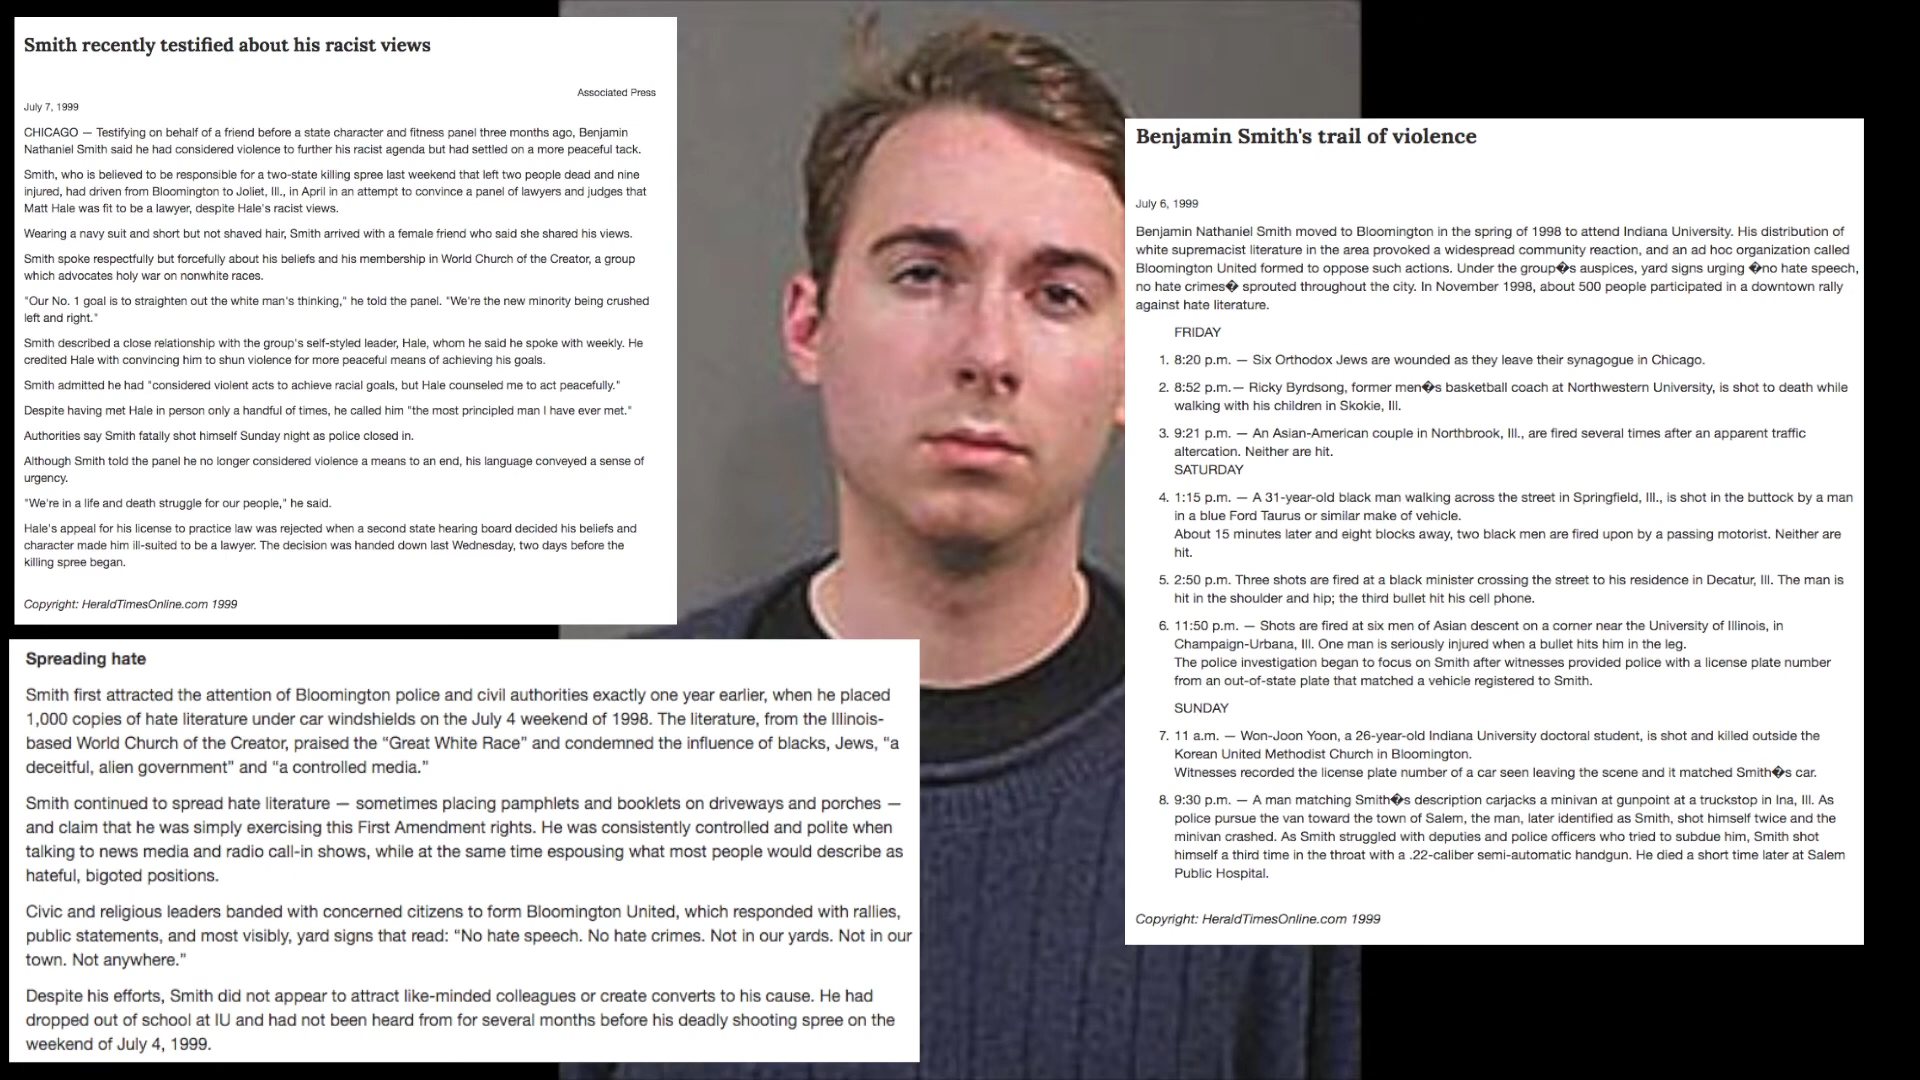 Smith recently testified about his racist views
Associated Press
July 7, 1999
CHICAGO — Testifying on behalf of a friend before a state character and fitness panel three months ago, Benjamin
Nathaniel Smith said he had considered violence to further his racist agenda but had settled on a more peaceful tack.
Smith, who is believed to be responsible for a two-state killing spree last weekend that left two people dead and nine
injured, had driven from Bloomington to Joliet, Ill., in April in an attempt to convince a panel of lawyers and judges that
Matt Hale was fit to be a lawyer, despite Hale's racist views.
Wearing a navy suit and short but not shaved hair, Smith arrived with a female friend who said she shared his views.
Smith spoke respectfully but forcefully about his beliefs and his membership in World Church of the Creator, a group
which advocates holy war on nonwhite races.
"Our No. 1 goal is to straighten out the white man's thinking," he told the panel. "We're the new minority being crushed
left and right."
Smith described a close relationship with the group's self-styled leader, Hale, whom he said he spoke with weekly. He
credited Hale with convincing him to shun violence for more peaceful means of achieving his goals.
Smith admitted he had "considered violent acts to achieve racial goals, but Hale counseled me to act peacefully."
Despite having met Hale in person only a handful of times, he called him "the most principled man I have ever met."
Authorities say Smith fatally shot himself Sunday night as police closed in.
Although Smith told the panel he no longer considered violence a means to an end, his language conveyed a sense of
urgency.
"We're in a life and death struggle for our people," he said.
Hale's appeal for his license to practice law was rejected when a second state hearing board decided his beliefs and
character made him ill-suited to be a lawyer. The decision was handed down last Wednesday, two days before the
killing spree began.
Copyright: HeraldTimesOnline.com 1999
Spreading hate
Smith first attracted the attention of Bloomington police and civil authorities exactly one year earlier, when he placed
1,000 copies of hate literature under car windshields on the July 4 weekend of 1998. The literature, from the Illinois-
based World Church of the Creator, praised the “Great White Race” and condemned the influence of blacks, Jews, “a
deceitful, alien government” and “a controlled media.”
Smith continued to spread hate literature — sometimes placing pamphlets and booklets on driveways and porches —
and claim that he was simply exercising this First Amendment rights. He was consistently controlled and polite when
talking to news media and radio call-in shows, while at the same time espousing what most people would describe as
hateful, bigoted positions.
Civic and religious leaders banded with concerned citizens to form Bloomington United, which responded with rallies,
public statements, and most visibly, yard signs that read: “No hate speech. No hate crimes. Not in our yards. Not in our
town. Not anywhere.”
Despite his efforts, Smith did not appear to attract like-minded colleagues or create converts to his cause. He had
dropped out of school at IU and had not been heard from for several months before his deadly shooting spree on the
weekend of July 4, 1999.
Benjamin Smith's trail of violence
July 6, 1999
Benjamin Nathaniel Smith moved to Bloomington in the spring of 1998 to attend Indiana University. His distribution of
white supremacist literature in the area provoked a widespread community reaction, and an ad hoc organization called
Bloomington United formed to oppose such actions. Under the group�s auspices, yard signs urging �no hate speech,
no hate crimes� sprouted throughout the city. In November 1998, about 500 people participated in a downtown rally
against hate literature.
FRIDAY
1. 8:20 p.m. — Six Orthodox Jews are wounded as they leave their synagogue in Chicago.
2. 8:52 p.m.— Ricky Byrdsong, former men�s basketball coach at Northwestern University, is shot to death while
walking with his children in Skokie, Ill.
3. 9:21 p.m. — An Asian-American couple in Northbrook, Ill., are fired several times after an apparent traffic
altercation. Neither are hit.
SATURDAY
4. 1:15 p.m. — A 31-year-old black man walking across the street in Springfield, Ill., is shot in the buttock by a man
in a blue Ford Taurus or similar make of vehicle.
About 15 minutes later and eight blocks away, two black men are fired upon by a passing motorist. Neither are
hit.
5. 2:50 p.m. Three shots are fired at a black minister crossing the street to his residence in Decatur, Ill. The man is
hit in the shoulder and hip; the third bullet hit his cell phone.
6. 11:50 p.m. — Shots are fired at six men of Asian descent on a corner near the University of Illinois, in
Champaign-Urbana, Ill. One man is seriously injured when a bullet hits him in the leg.
The police investigation began to focus on Smith after witnesses provided police with a license plate number
from an out-of-state plate that matched a vehicle registered to Smith.
SUNDAY
7. 11 a.m. — Won-Joon Yoon, a 26-year-old Indiana University doctoral student, is shot and killed outside the
Korean United Methodist Church in Bloomington.
Witnesses recorded the license plate number of a car seen leaving the scene and it matched Smith�s car.
8. 9:30 p.m. — A man matching Smith�s description carjacks a minivan at gunpoint at a truckstop in Ina, Ill. As
police pursue the van toward the town of Salem, the man, later identified as Smith, shot himself twice and the
minivan crashed. As Smith struggled with deputies and police officers who tried to subdue him, Smith shot
himself a third time in the throat with a .22-caliber semi-automatic handgun. He died a short time later at Salem
Public Hospital.
Copyright: HeraldTimesOnline.com 1999